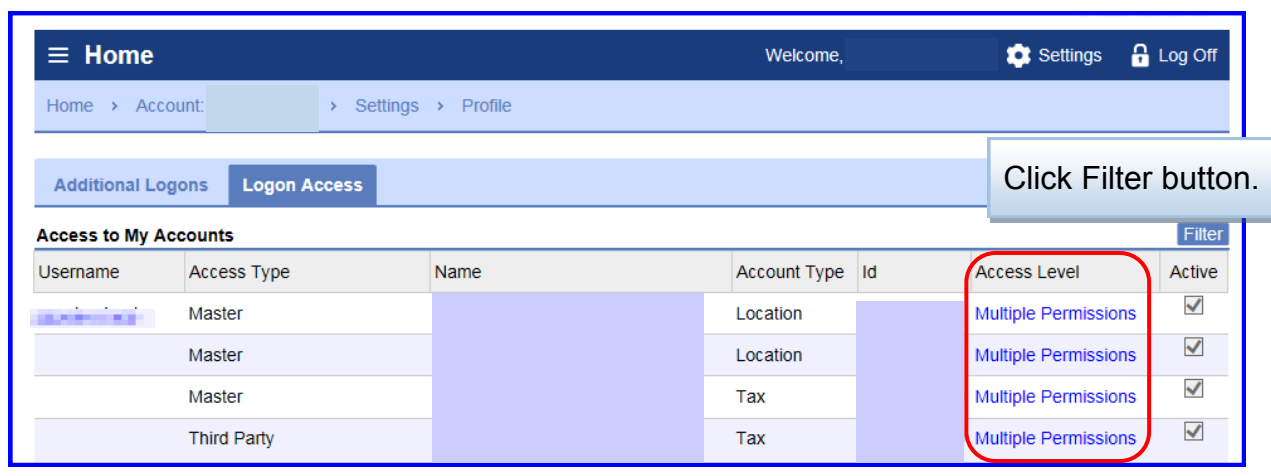 ≡ Home Welcome, Settings Log Off
Home > Account: > Settings > Profile
Click Filter button.
Additional Logons Logon Access
Access to My Accounts Filter
Username Access Type Name Account Type Id Access Level Active
Master Location Multiple Permissions
Master Location Multiple Permissions
Master Tax Multiple Permissions
Third Party Tax Multiple Permissions